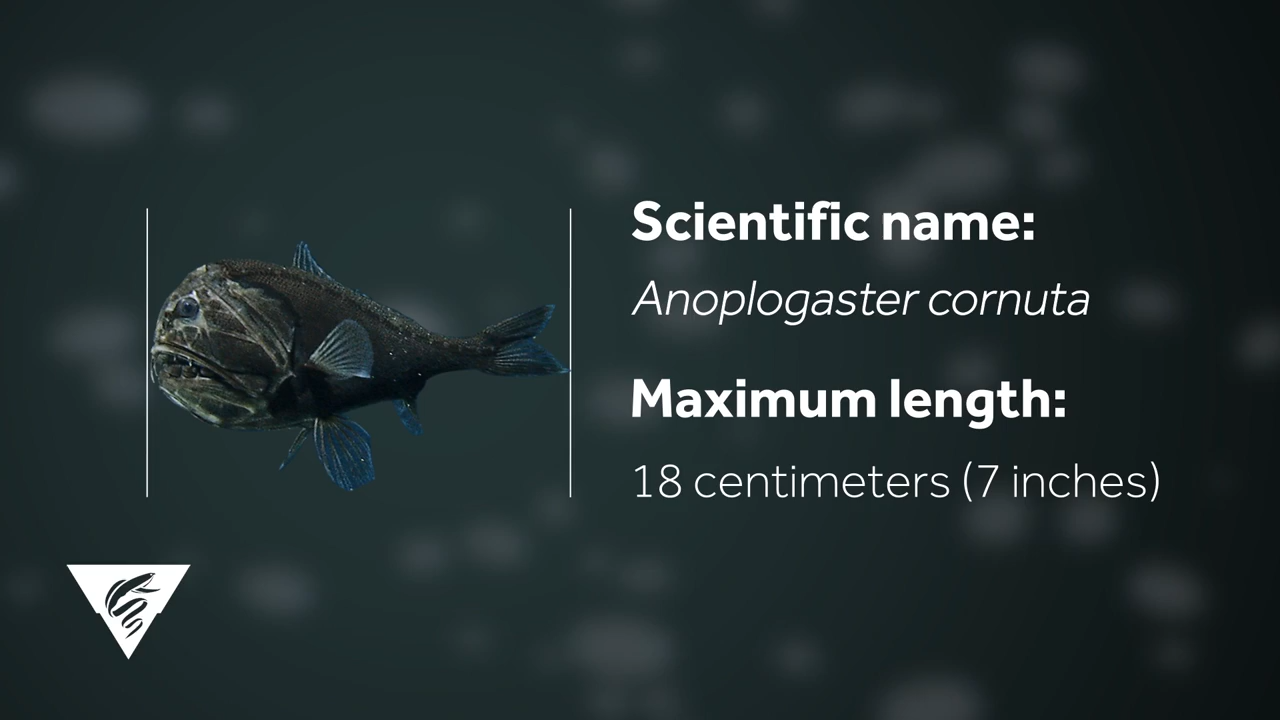 Scientific name:
Anoplogaster cornuta
Maximum length:
18 centimeters (7 inches)